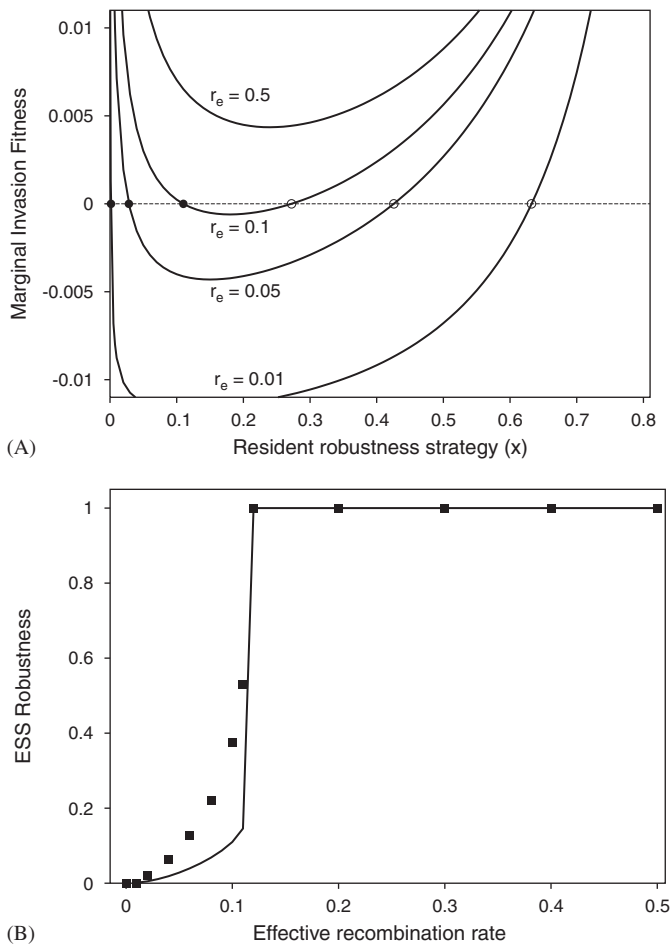 0.01
0.005
0
-0.005
-0.01
Marginal Invasion Fitness
r_e = 0.5
r_e = 0.1
r_e = 0.05
r_e = 0.01
0 0.1 0.2 0.3 0.4 0.5 0.6 0.7 0.8
(A) Resident robustness strategy (x)
1
0.8
0.6
0.4
0.2
0
ESS Robustness
0 0.1 0.2 0.3 0.4 0.5
(B) Effective recombination rate